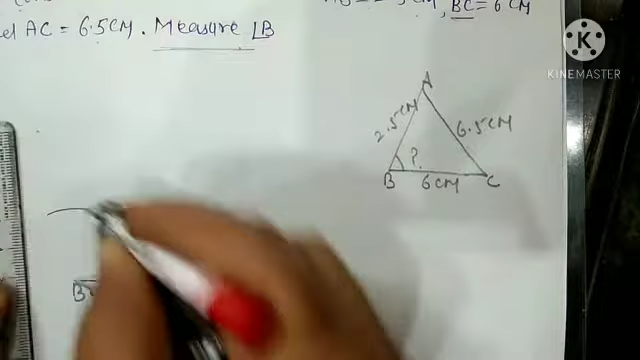 BC = 6 CM
AC = 6.5CM. Measure ∠B
KINEMASTER
A
2.5CM
6.5CM
?
B 6CM C
B